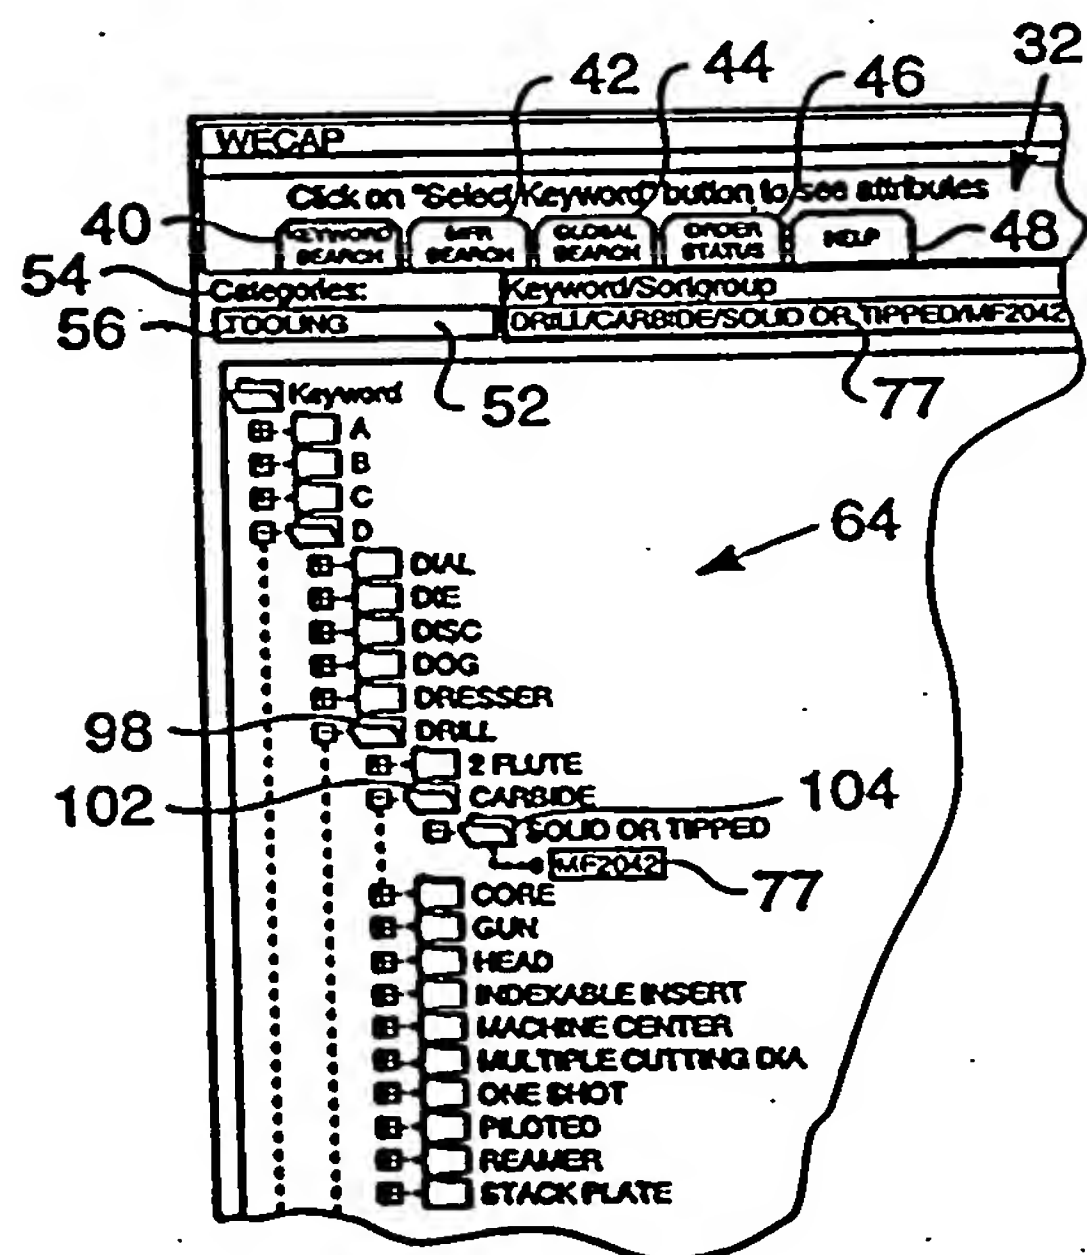 42 44 46 32
WECAP
Click on "Select Keyword" button to see attributes
40 KEYWORD SEARCH MFR SEARCH GLOBAL SEARCH ORDER STATUS HELP 48
54 Categories: Keyword/Sortgroup
56 TOOLING DRILL/CARBIDE/SOLID OR TIPPED/MF2042
52 77
Keyword
A
B
C
D 64
DIAL
DIE
DISC
DOG
DRESSER
98 DRILL
2 FLUTE
102 CARBIDE 104
SOLID OR TIPPED
MF2042 77
CORE
GUN
HEAD
INDEXABLE INSERT
MACHINE CENTER
MULTIPLE CUTTING DIA
ONE SHOT
PILOTED
REAMER
STACK PLATE